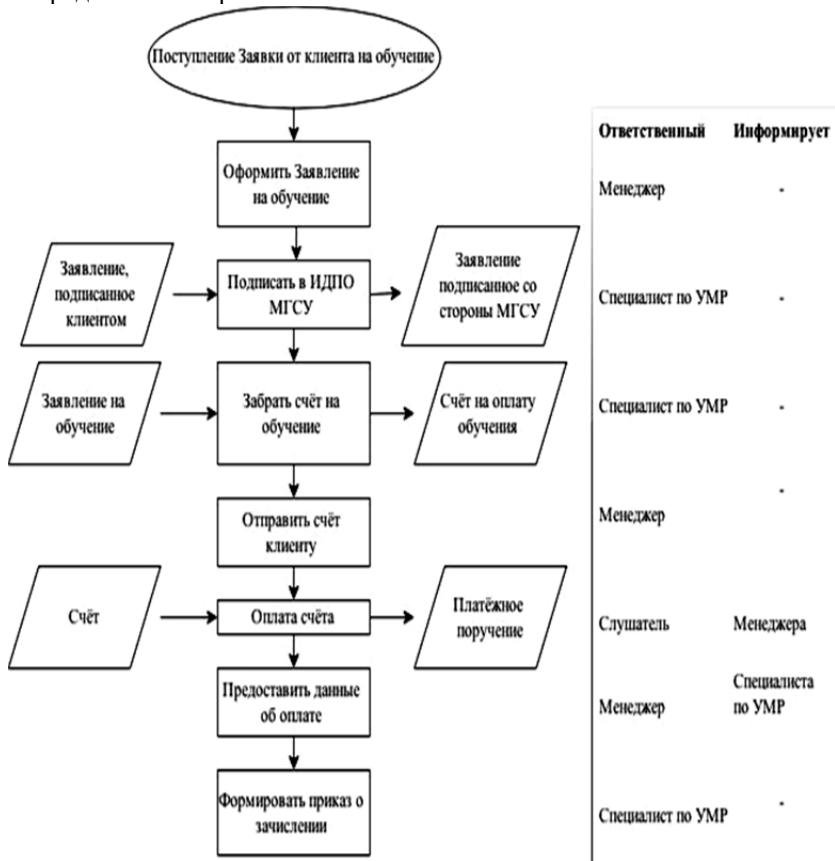 Поступление Заявки от клиента на обучение
Ответственный Информирует
Оформить Заявление
на обучение
Менеджер -
Заявление,
подписанное
клиентом
Подписать в ИДПО
МГСУ
Заявление
подписанное со
стороны МГСУ
Специалист по УМР -
Заявление на
обучение
Забрать счёт на
обучение
Счёт на оплату
обучения
Специалист по УМР -
Отправить счёт
клиенту
Менеджер -
Счёт
Оплата счёта
Платёжное
поручение
Слушатель Менеджера
Предоставить данные
об оплате
Менеджер
Специалиста
по УМР
Формировать приказ о
зачислении
Специалист по УМР -